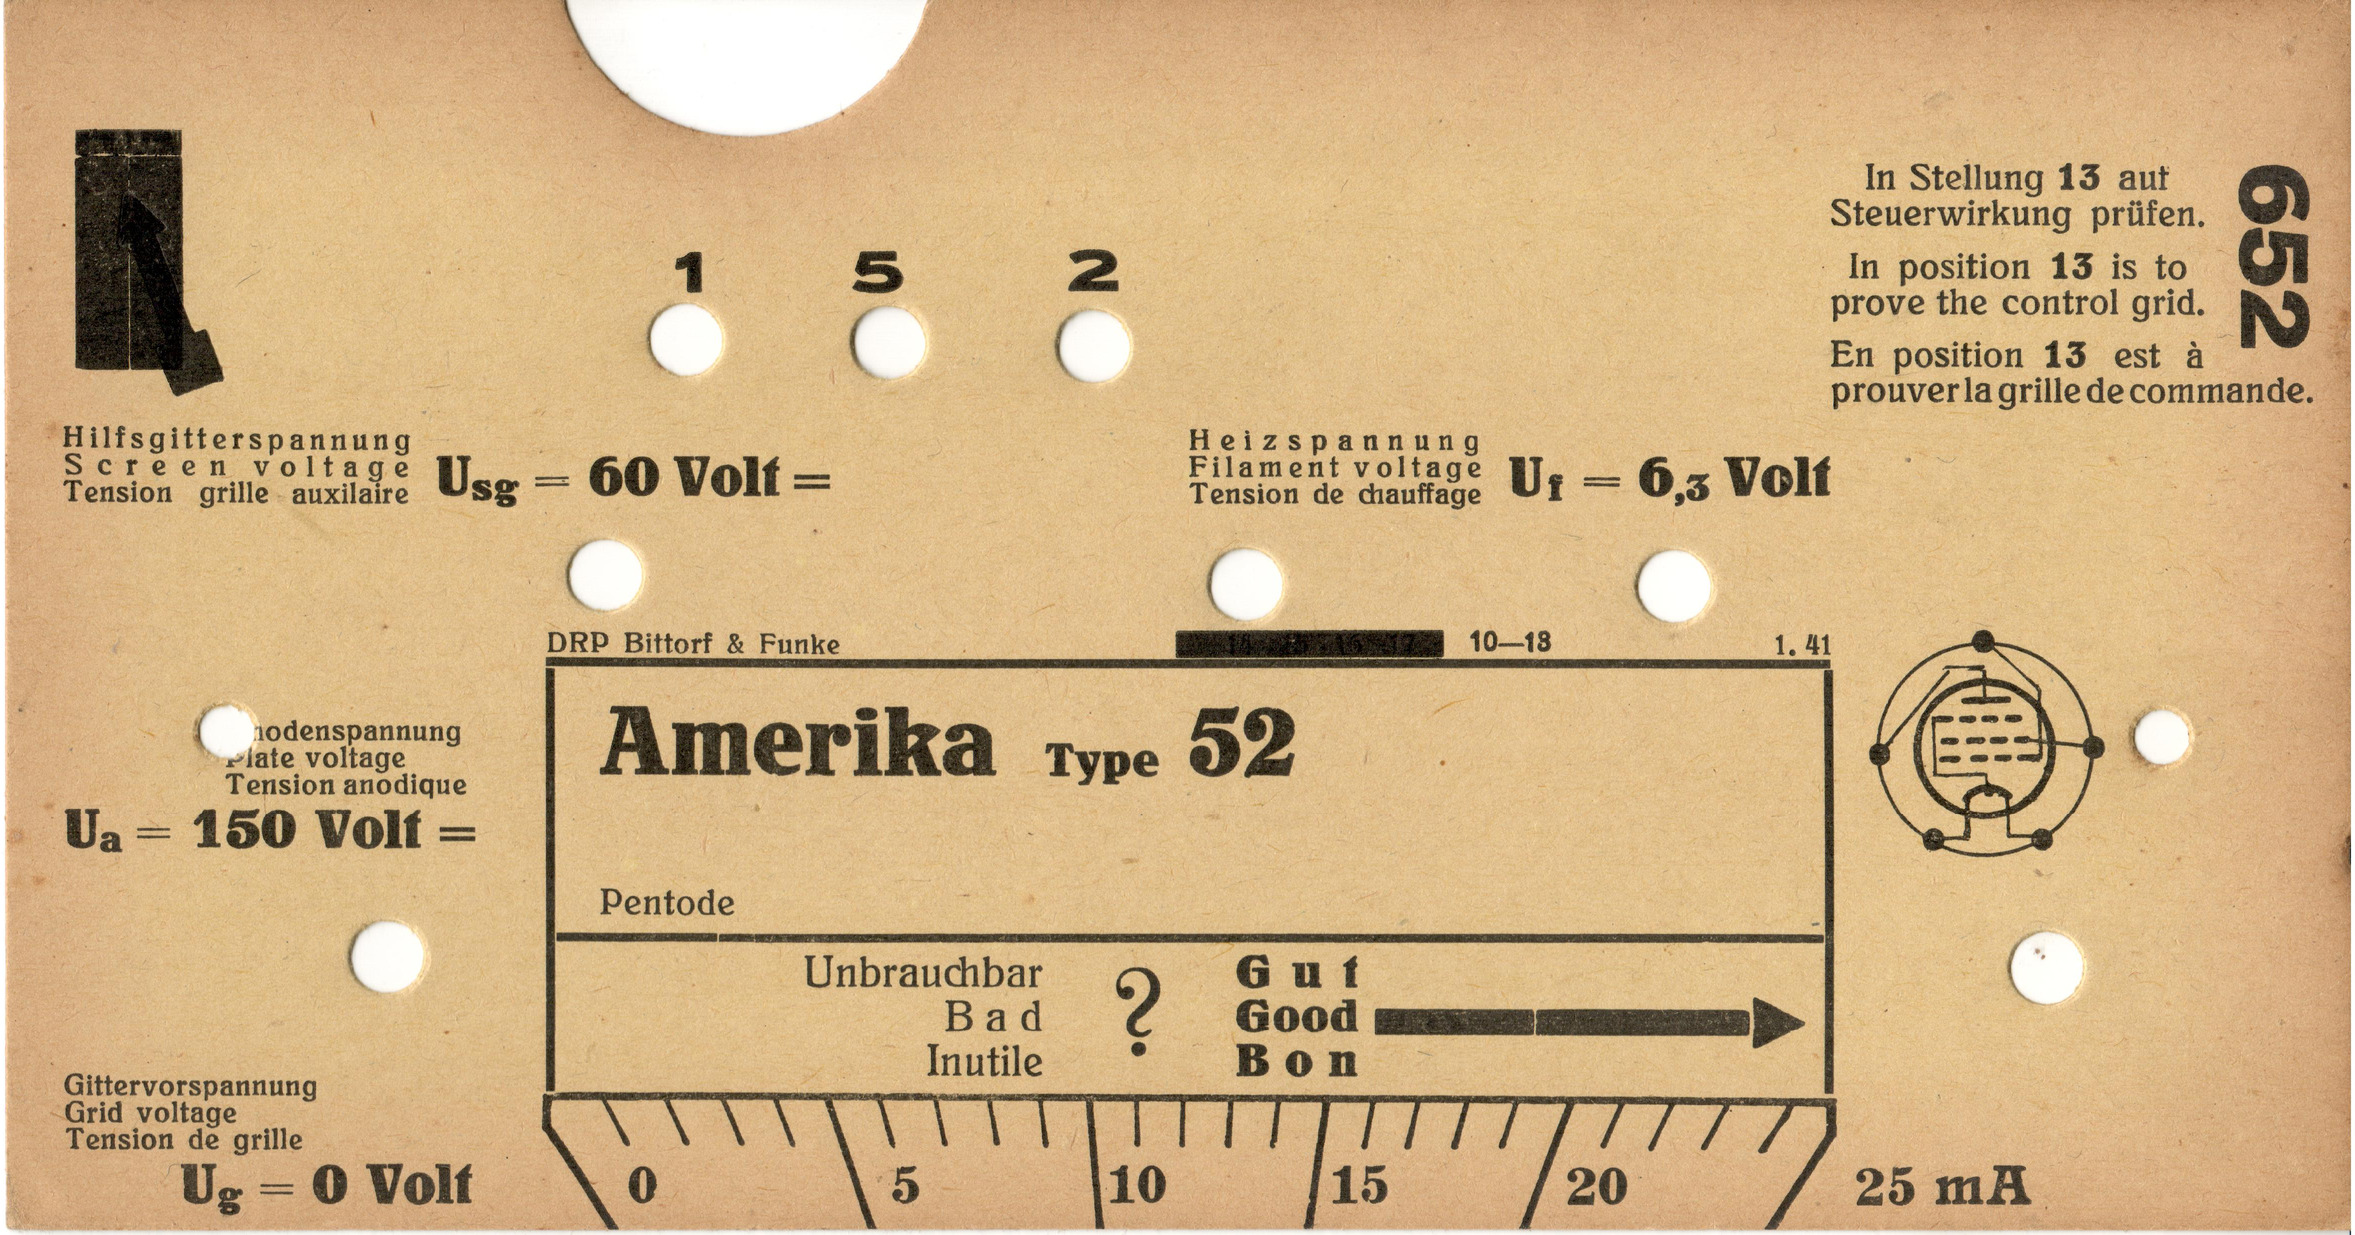 1 5 2
In Stellung 13 auf
Steuerwirkung prüfen.
In position 13 is to
prove the control grid.
En position 13 est à
prouver la grille de commande.
652
Hilfsgitterspannung
Screen voltage
Tension grille auxilaire
Usg = 60 Volt =
Heizspannung
Filament voltage
Tension de chauffage
Uf = 6,3 Volt
DRP Bittorf & Funke
10—13
1. 41
nodenspannung
Plate voltage
Tension anodique
Ua = 150 Volt =
Amerika Type 52
Pentode
Unbrauchbar
Bad
Inutile
?
Gut
Good
Bon
Gittervorspannung
Grid voltage
Tension de grille
Ug = 0 Volt
0 5 10 15 20 25 mA